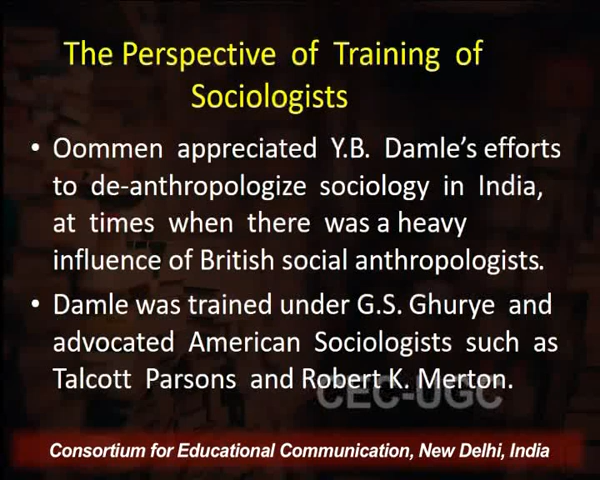 The Perspective of Training of
Sociologists
• Oommen appreciated Y.B. Damle's efforts
to de-anthropologize sociology in India,
at times when there was a heavy
influence of British social anthropologists.
• Damle was trained under G.S. Ghurye and
advocated American Sociologists such as
Talcott Parsons and Robert K. Merton.
CEC-UGC
Consortium for Educational Communication, New Delhi, India